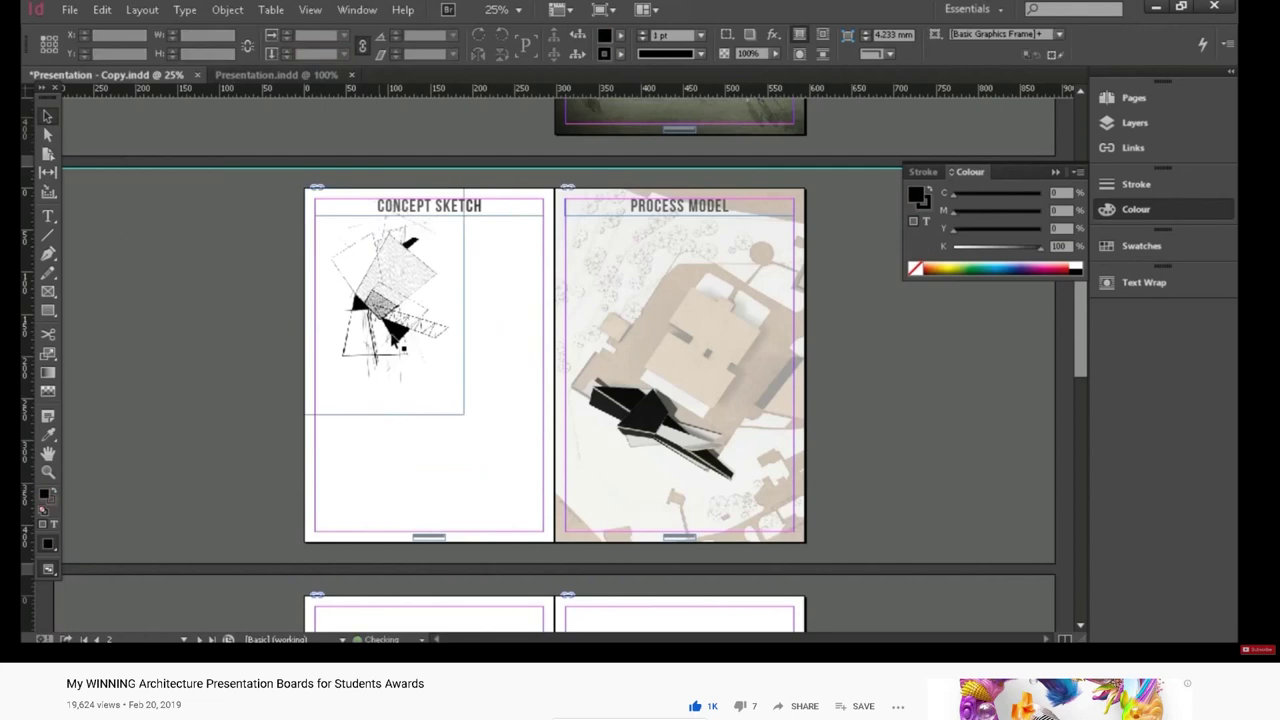 Id File Edit Layout Type Object Table View Window Help Br 25% Essentials
X: W: 1 pt 4.233 mm [Basic Graphics Frame]+
Y: H: 100%
*Presentation - Copy.indd @ 25% × Presentation.indd @ 100% ×
250 200 150 100 50 0 50 100 150 200 250 300 350 400 450 500 550 600 650 700 750 800 850 900
Pages
Layers
Links
Stroke Colour
Stroke
C 0 %
CONCEPT SKETCH PROCESS MODEL
M 0 %
Colour
Y 0 %
K 100 %
Swatches
Text Wrap
2 [Basic] (working) Checking
Subscribe
My WINNING Architecture Presentation Boards for Students Awards
19,624 views • Feb 20, 2019 1K 7 SHARE SAVE